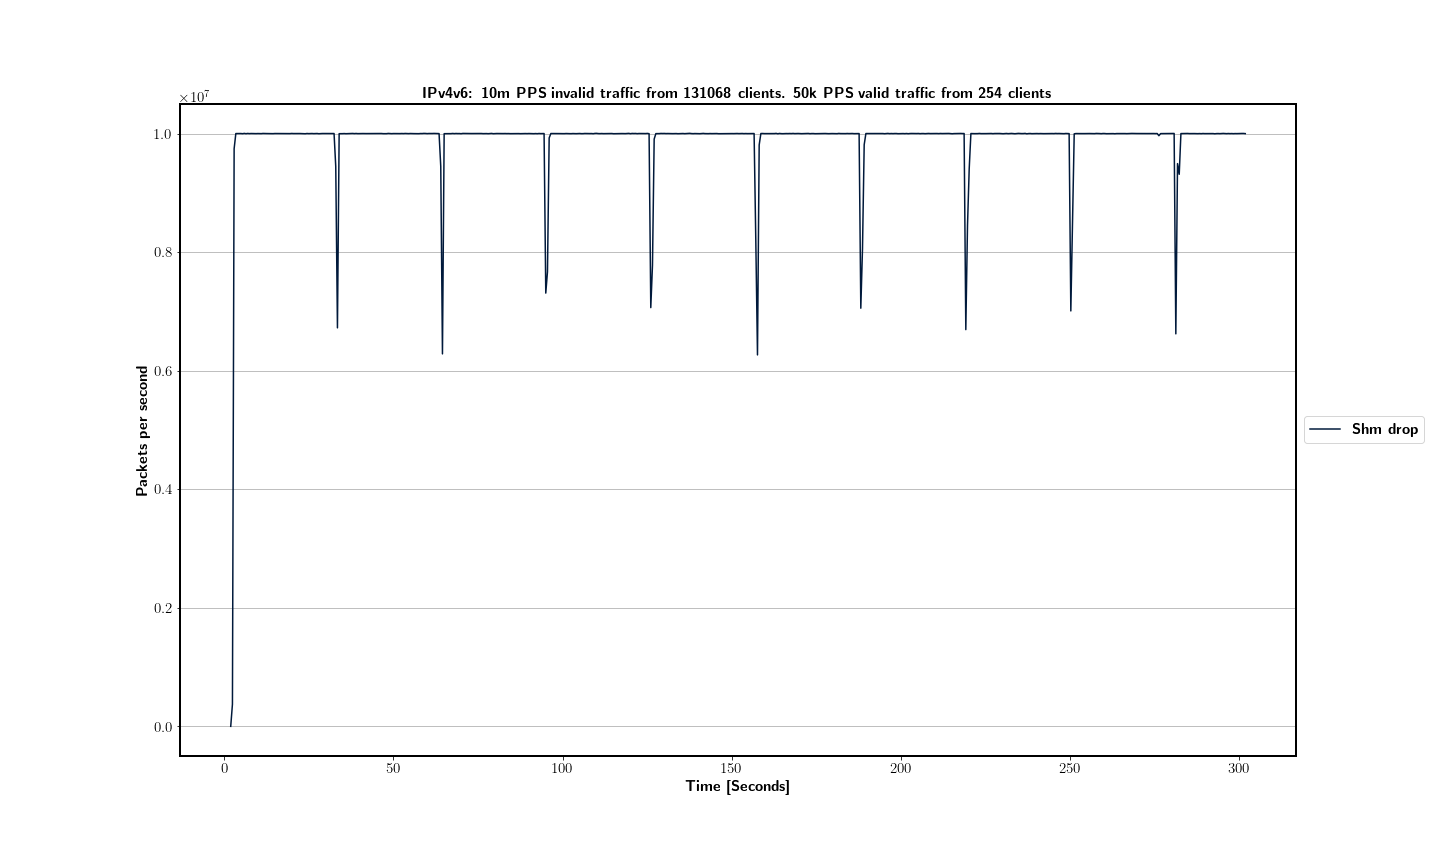 IPv4v6: 10m PPS invalid traffic from 131068 clients. 50k PPS valid traffic from 254 clients
×10⁷
1.0
0.8
0.6
0.4
0.2
0.0
Packets per second
0 50 100 150 200 250 300
Time [Seconds]
Shm drop